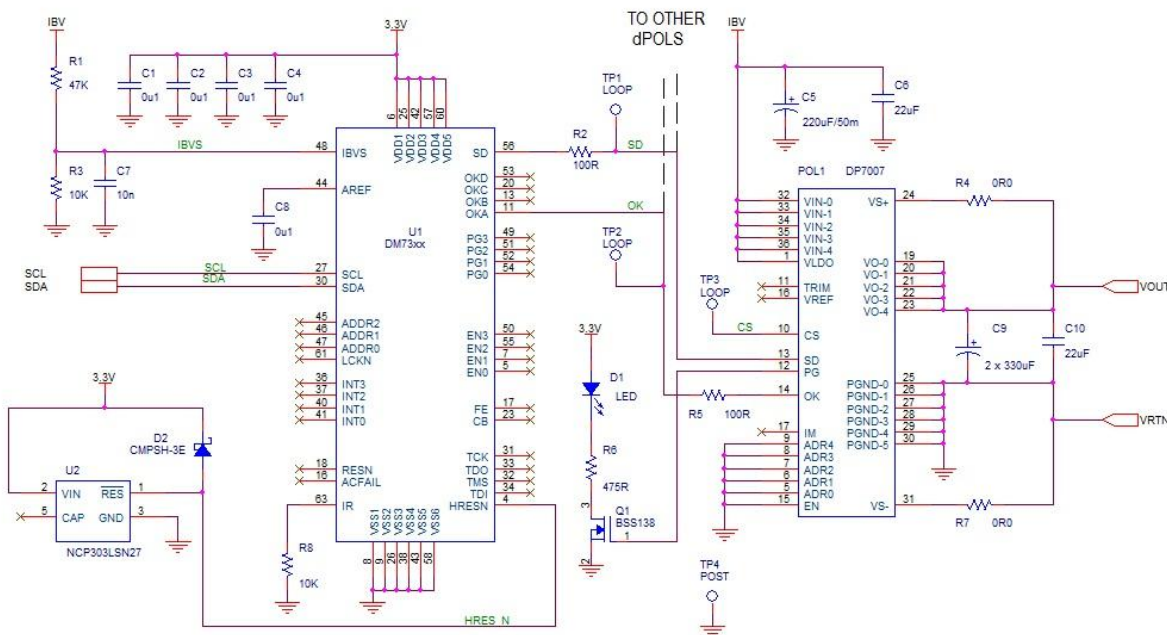 TO OTHER
dPOLS
IBV
3,3V
IBV
R1
47K
C1
0u1
C2
0u1
C3
0u1
C4
0u1
TP1
LOOP
C5
220uF/50m
C6
22uF
6
25
42
57
60
VDD1
VDD2
VDD3
VDD4
VDD5
IBVS
48
IBVS
SD
56
R2
100R
SD
R3
10K
C7
10n
44
AREF
C8
0u1
OKD
53
OKC
20
OKB
13
OKA
11
OK
U1
DM73xx
PG3
49
PG2
51
PG1
52
PG0
54
TP2
LOOP
SCL
SDA
SCL
SDA
27
SCL
30
SDA
45
ADDR2
46
ADDR1
47
ADDR0
61
LCKN
EN3
50
EN2
55
EN1
7
EN0
5
36
INT3
37
INT2
40
INT1
41
INT0
FE
17
CB
23
18
RESN
16
ACFAIL
TCK
31
TDO
33
TMS
32
TDI
34
63
IR
HRESN
4
VSS1
VSS2
VSS3
VSS4
VSS5
VSS6
8
9
26
38
43
58
R8
10K
HRES_N
3,3V
D2
CMPSH-3E
U2
2
VIN
RES
1
5
CAP
GND
3
NCP303LSN27
3,3V
D1
LED
R6
475R
3
Q1
BSS138
1
2
TP3
LOOP
CS
R5
100R
TP4
POST
POL1
DP7007
32
VIN-0
33
VIN-1
34
VIN-2
35
VIN-3
36
VIN-4
1
VLDO
11
TRIM
16
VREF
10
CS
13
SD
12
PG
14
OK
17
IM
9
ADR4
8
ADR3
7
ADR2
6
ADR1
5
ADR0
15
EN
VS+
24
R4
0R0
VO-0
19
VO-1
20
VO-2
21
VO-3
22
VO-4
23
VOUT
C9
2 x 330uF
C10
22uF
PGND-0
25
PGND-1
26
PGND-2
27
PGND-3
28
PGND-4
29
PGND-5
30
VRTN
VS-
31
R7
0R0